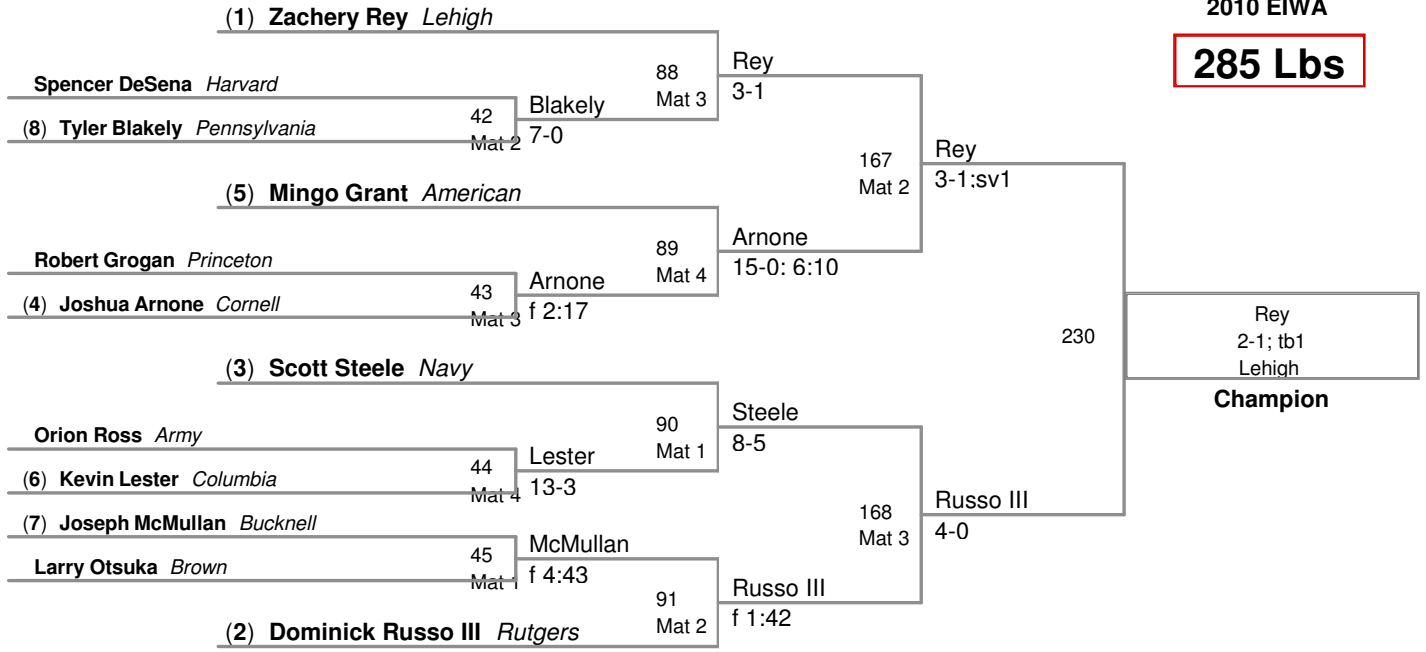 2010 EIWA
285 Lbs
(1) Zachery Rey Lehigh
88
Mat 3
Rey
3-1
Spencer DeSena Harvard
42
Mat 2
Blakely
7-0
(8) Tyler Blakely Pennsylvania
167
Mat 2
Rey
3-1:sv1
(5) Mingo Grant American
89
Mat 4
Arnone
15-0: 6:10
Robert Grogan Princeton
43
Mat 3
Arnone
f 2:17
(4) Joshua Arnone Cornell
230
Rey
2-1; tb1
Lehigh
Champion
(3) Scott Steele Navy
90
Mat 1
Steele
8-5
Orion Ross Army
44
Mat 4
Lester
13-3
(6) Kevin Lester Columbia
168
Mat 3
Russo III
4-0
(7) Joseph McMullan Bucknell
45
Mat 1
McMullan
f 4:43
Larry Otsuka Brown
91
Mat 2
Russo III
f 1:42
(2) Dominick Russo III Rutgers